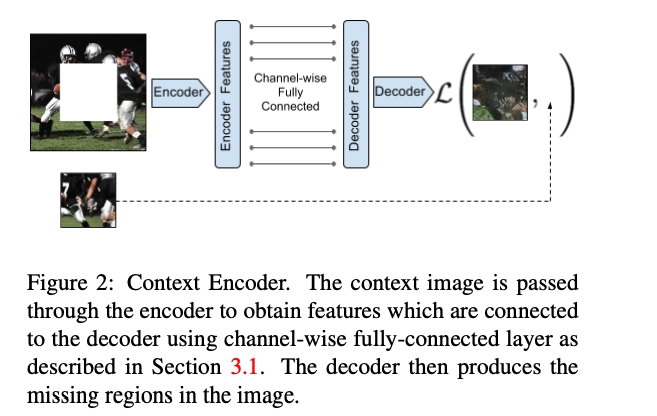 Encoder
Encoder Features
Channel-wise
Fully
Connected
Decoder Features
Decoder
ℒ( , )
Figure 2: Context Encoder. The context image is passed
through the encoder to obtain features which are connected
to the decoder using channel-wise fully-connected layer as
described in Section 3.1. The decoder then produces the
missing regions in the image.